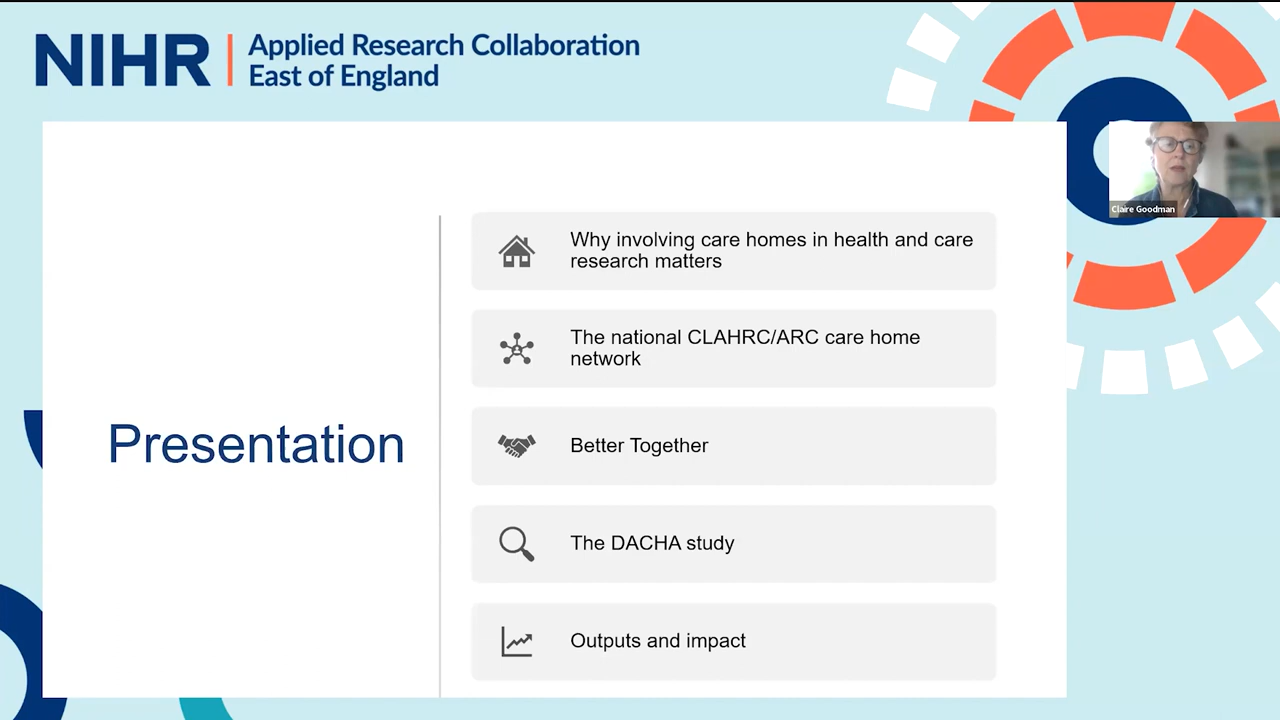 NIHR
Applied Research Collaboration
East of England
Claire Goodman
Presentation
Why involving care homes in health and care
research matters
The national CLAHRC/ARC care home
network
Better Together
The DACHA study
Outputs and impact